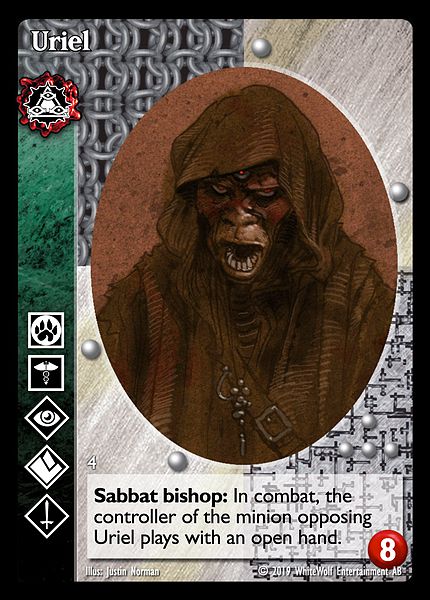 Uriel
4
Sabbat bishop: In combat, the
controller of the minion opposing
Uriel plays with an open hand.
8
Illus: Justin Norman
© 2019 WhiteWolf Entertainment AB